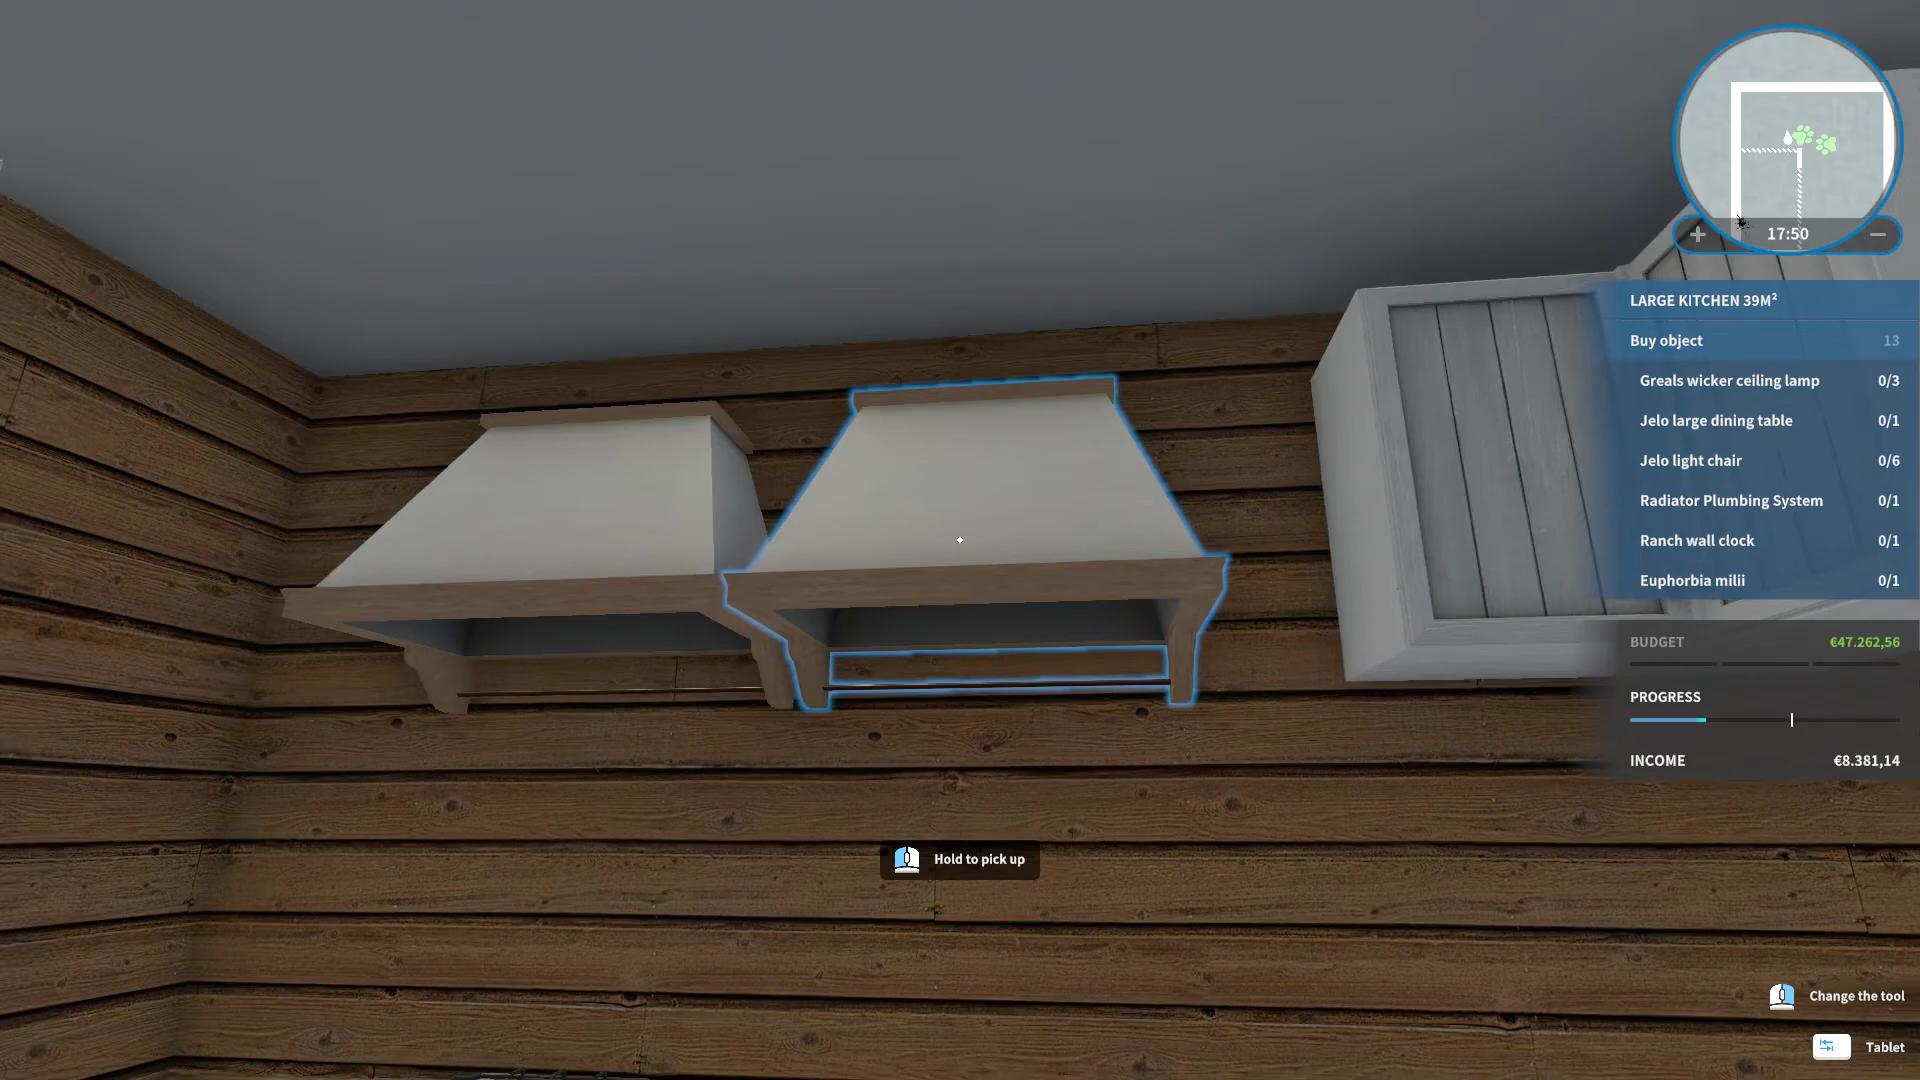 17:50
LARGE KITCHEN 39M²
Buy object 13
Greals wicker ceiling lamp 0/3
Jelo large dining table 0/1
Jelo light chair 0/6
Radiator Plumbing System 0/1
Ranch wall clock 0/1
Euphorbia milii 0/1
BUDGET €47.262,56
PROGRESS
INCOME €8.381,14
Hold to pick up
Change the tool
Tablet